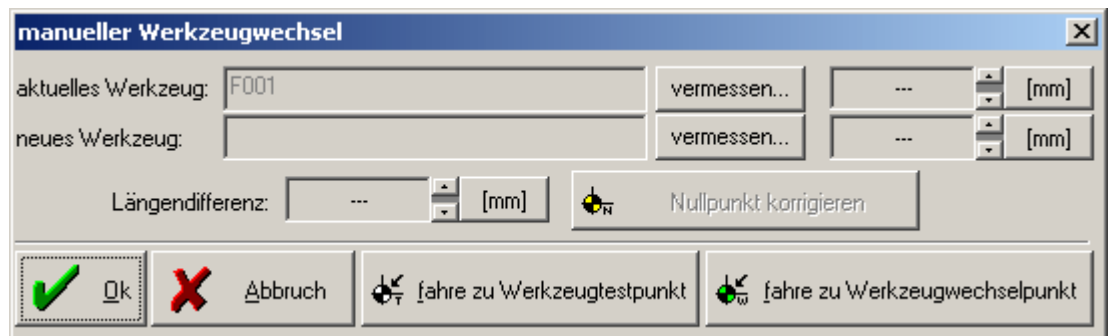 manueller Werkzeugwechsel
aktuelles Werkzeug: F001 vermessen... --- [mm]
neues Werkzeug: vermessen... --- [mm]
Längendifferenz: --- [mm] N Nullpunkt korrigieren
Ok Abbruch T fahre zu Werkzeugtestpunkt W fahre zu Werkzeugwechselpunkt